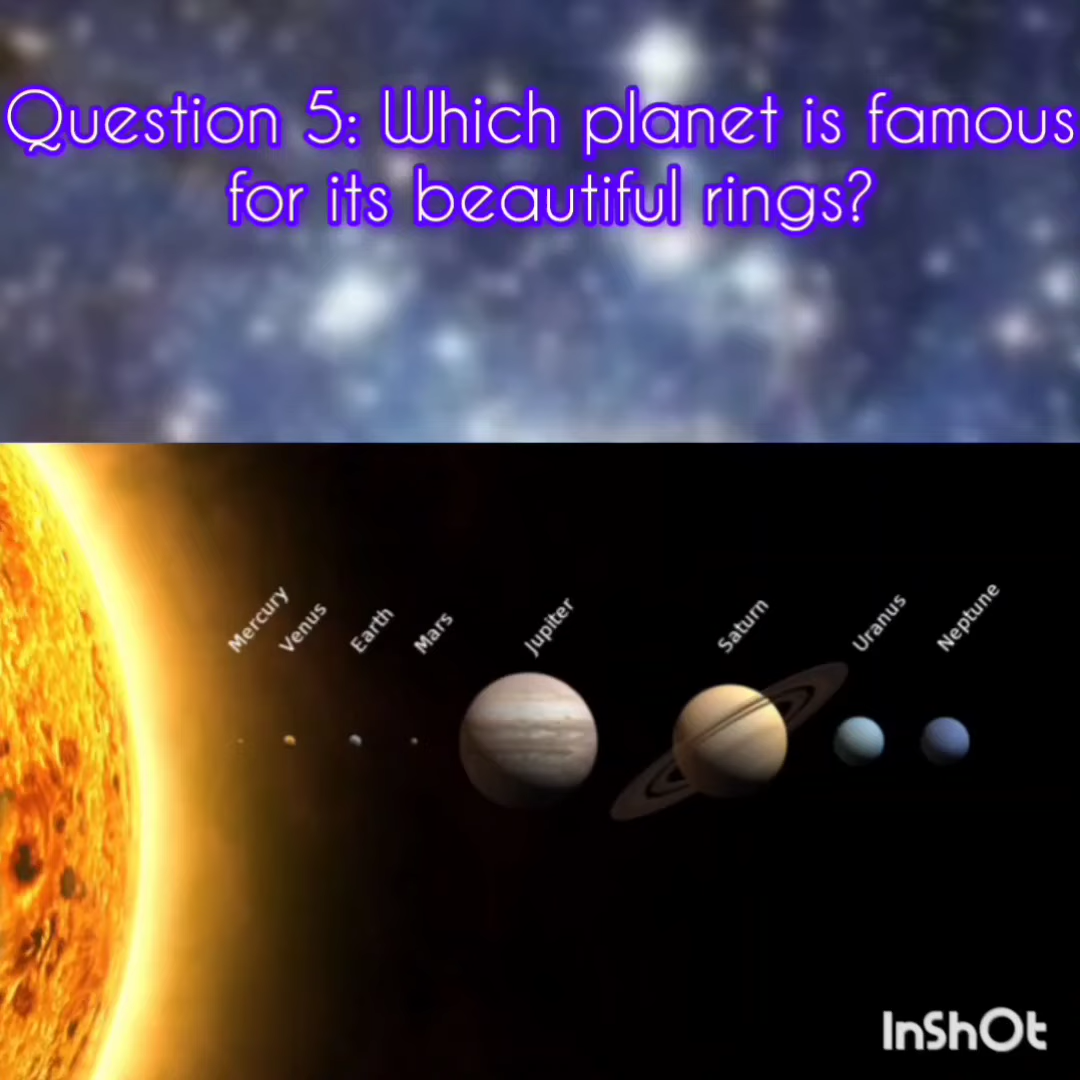 Question 5: Which planet is famous
for its beautiful rings?
Mercury
Venus
Earth
Mars
Jupiter
Saturn
Uranus
Neptune
InShOt